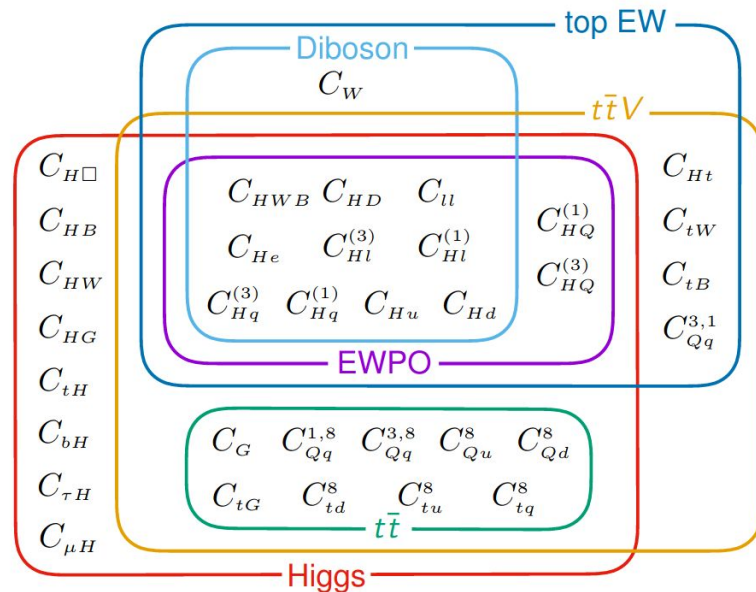 top EW
Diboson
C_W
tt̄V
C_{H□}
C_{HB}
C_{HW}
C_{HG}
C_{tH}
C_{bH}
C_{τH}
C_{μH}
C_{HWB} C_{HD} C_{ll}
C_{He} C_{Hl}^{(3)} C_{Hl}^{(1)}
C_{Hq}^{(3)} C_{Hq}^{(1)} C_{Hu} C_{Hd}
C_{HQ}^{(1)}
C_{HQ}^{(3)}
C_{Ht}
C_{tW}
C_{tB}
C_{Qq}^{3,1}
EWPO
C_G C_{Qq}^{1,8} C_{Qq}^{3,8} C_{Qu}^{8} C_{Qd}^{8}
C_{tG} C_{td}^{8} C_{tu}^{8} C_{tq}^{8}
tt̄
Higgs